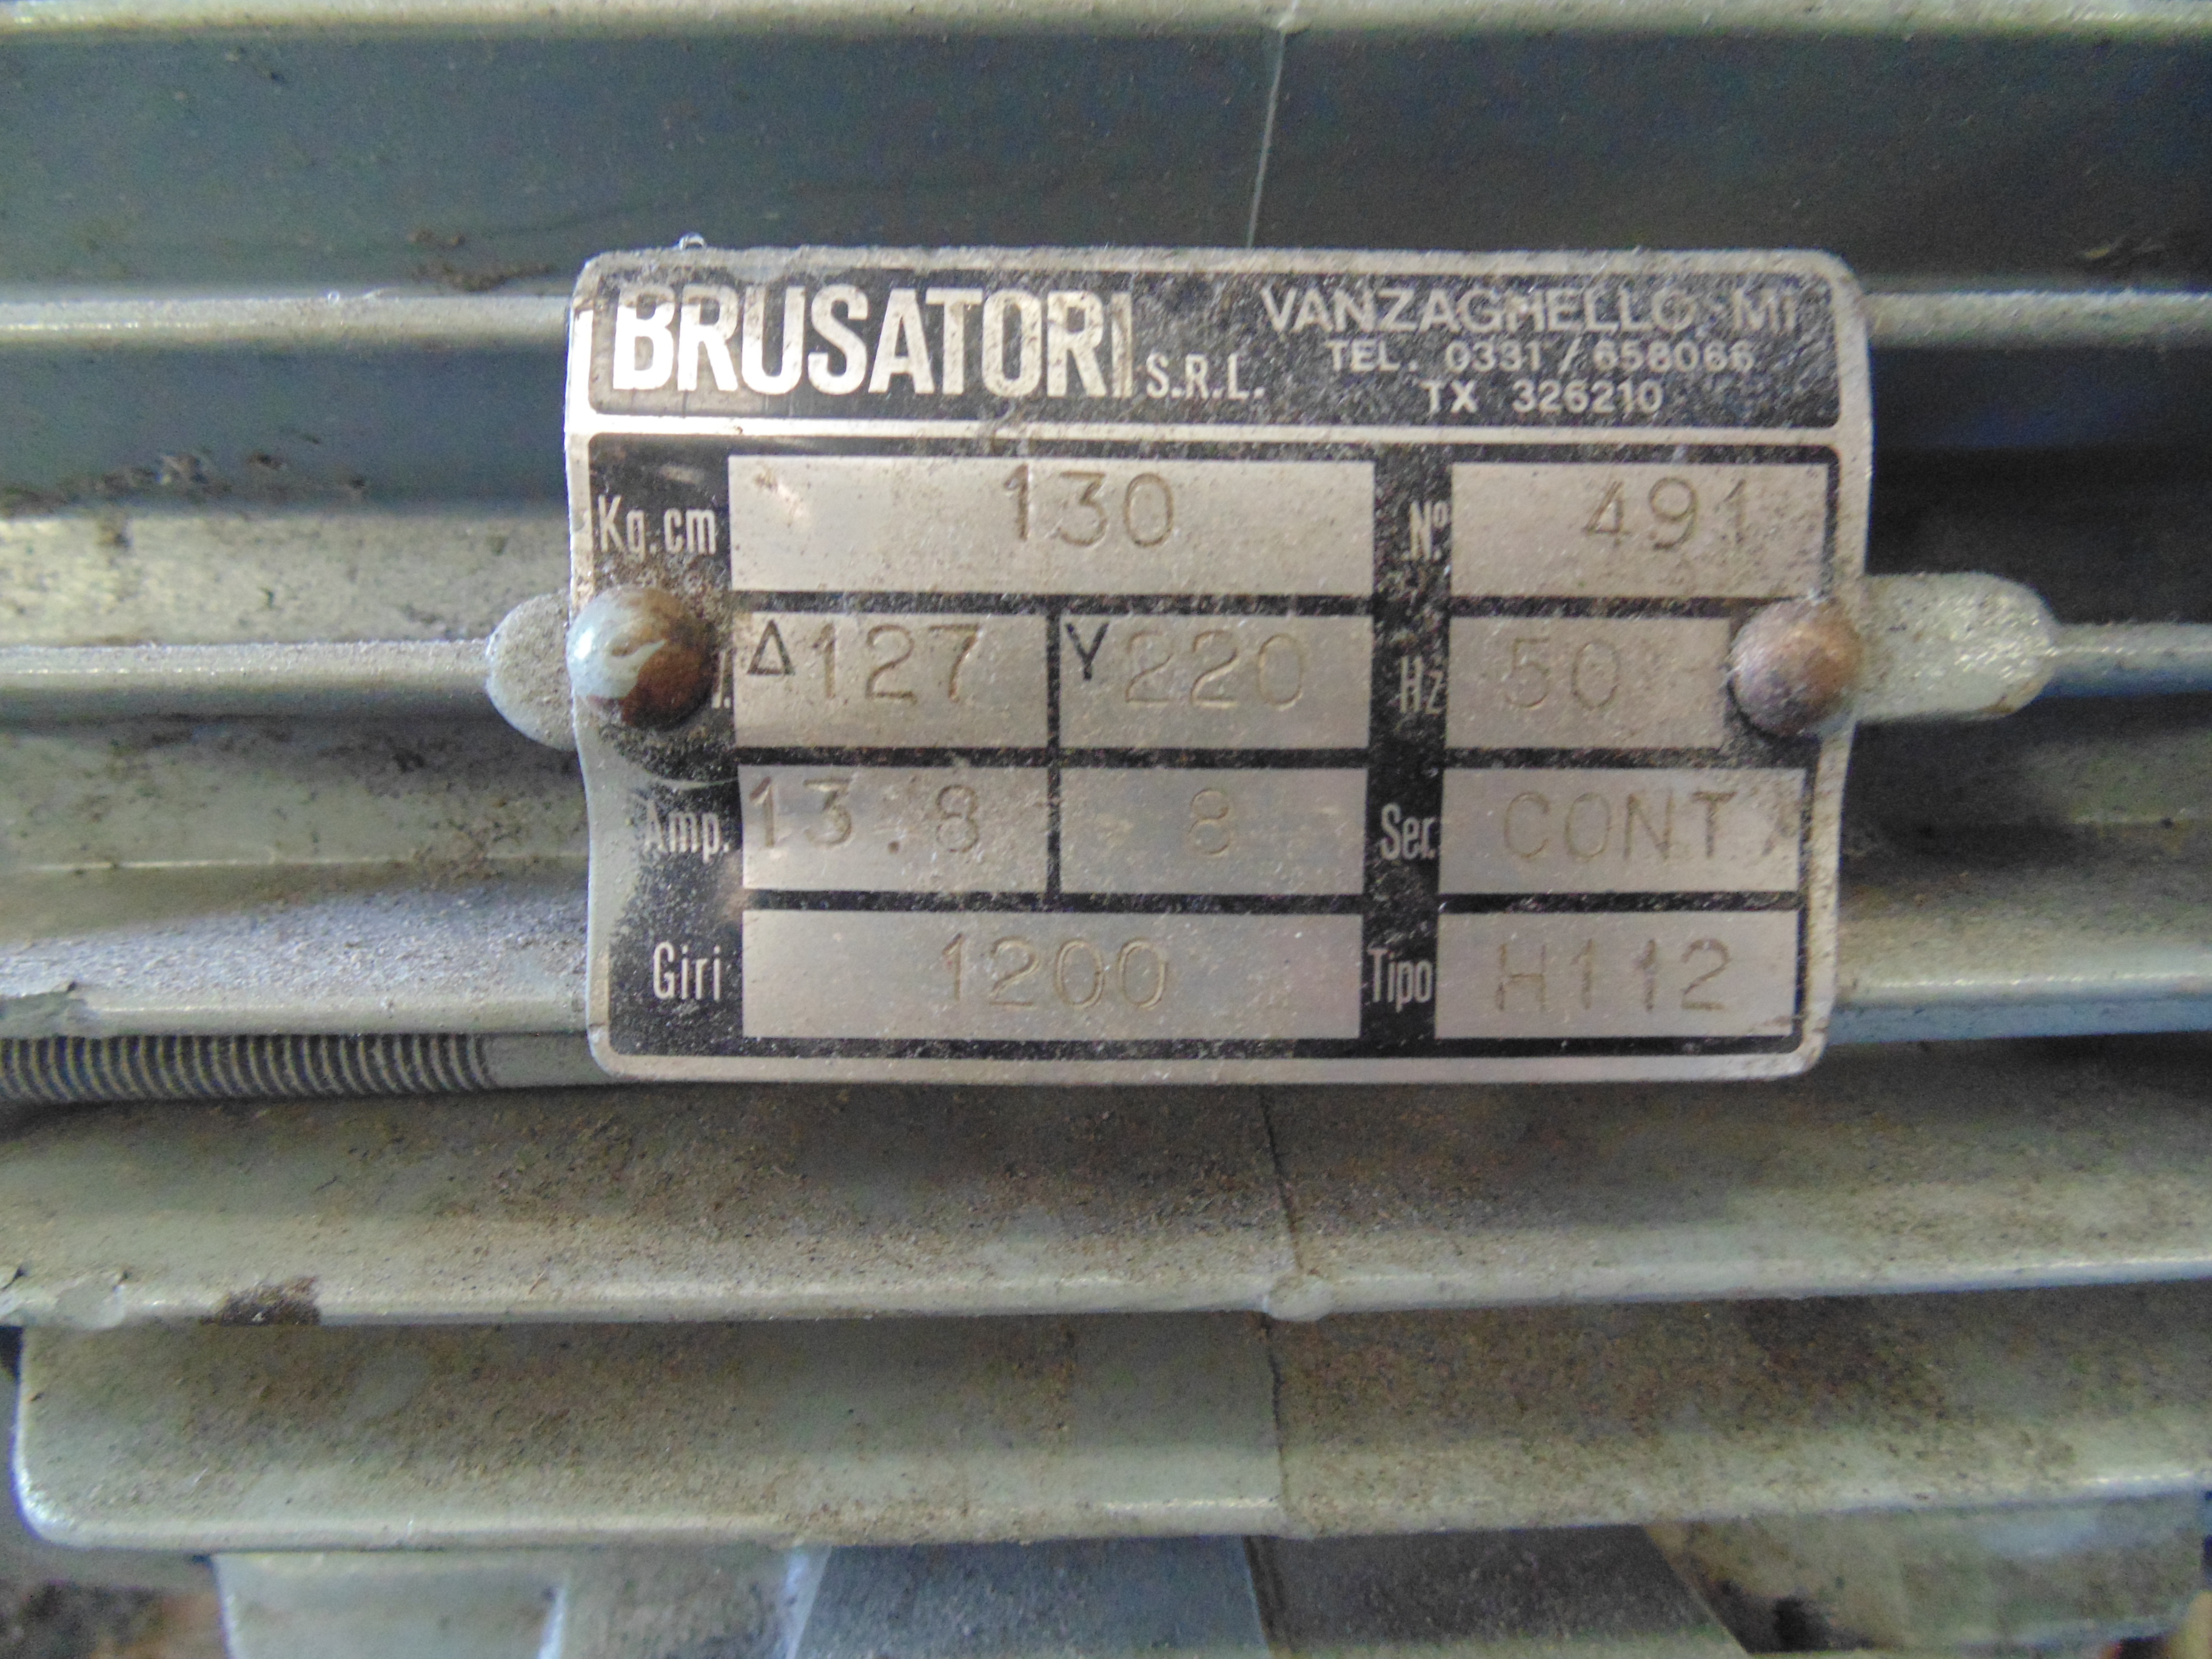 BRUSATORI S.R.L.
VANZAGHELLO MI
TEL. 0331/658066
TX 326210
Kg.cm 130 Nº 491
Δ127 Y220 Hz 50
Amp. 13.8 8 Ser. CONT
Giri 1200 Tipo H112